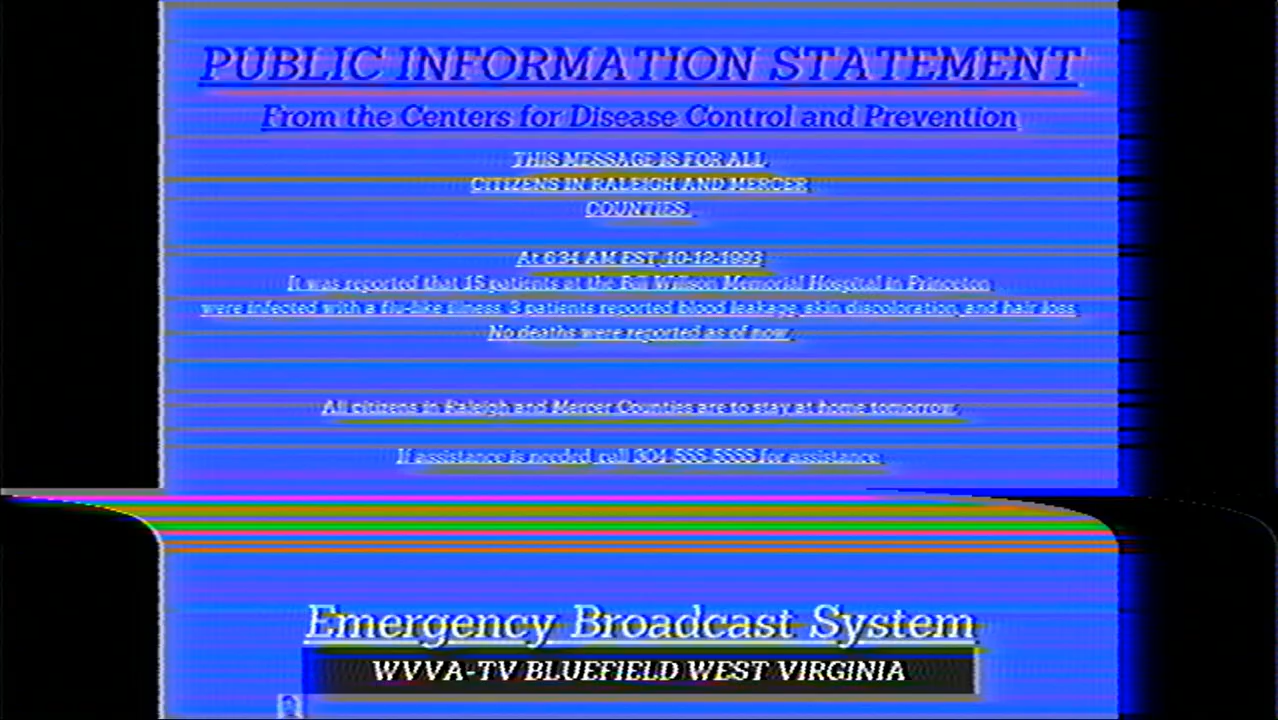 PUBLIC INFORMATION STATEMENT
From the Centers for Disease Control and Prevention
THIS MESSAGE IS FOR ALL
CITIZENS IN RALEIGH AND MERCER
COUNTIES.
At 6:34 AM EST, 10-12-1993
It was reported that 15 patients at the Bill Willson Memorial Hospital in Princeton
were infected with a flu-like illness. 3 patients reported blood leakage, skin discoloration, and hair loss.
No deaths were reported as of now.
All citizens in Raleigh and Mercer Counties are to stay at home tomorrow.
If assistance is needed, call 304-555-5555 for assistance.
Emergency Broadcast System
WVVA-TV BLUEFIELD WEST VIRGINIA